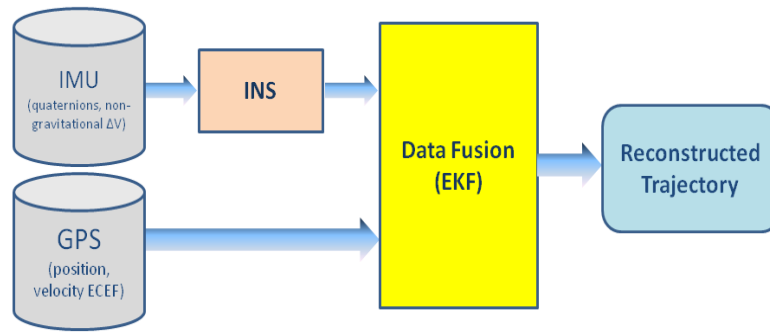 IMU
(quaternions, non-
gravitational ΔV)
INS
GPS
(position,
velocity ECEF)
Data Fusion
(EKF)
Reconstructed
Trajectory